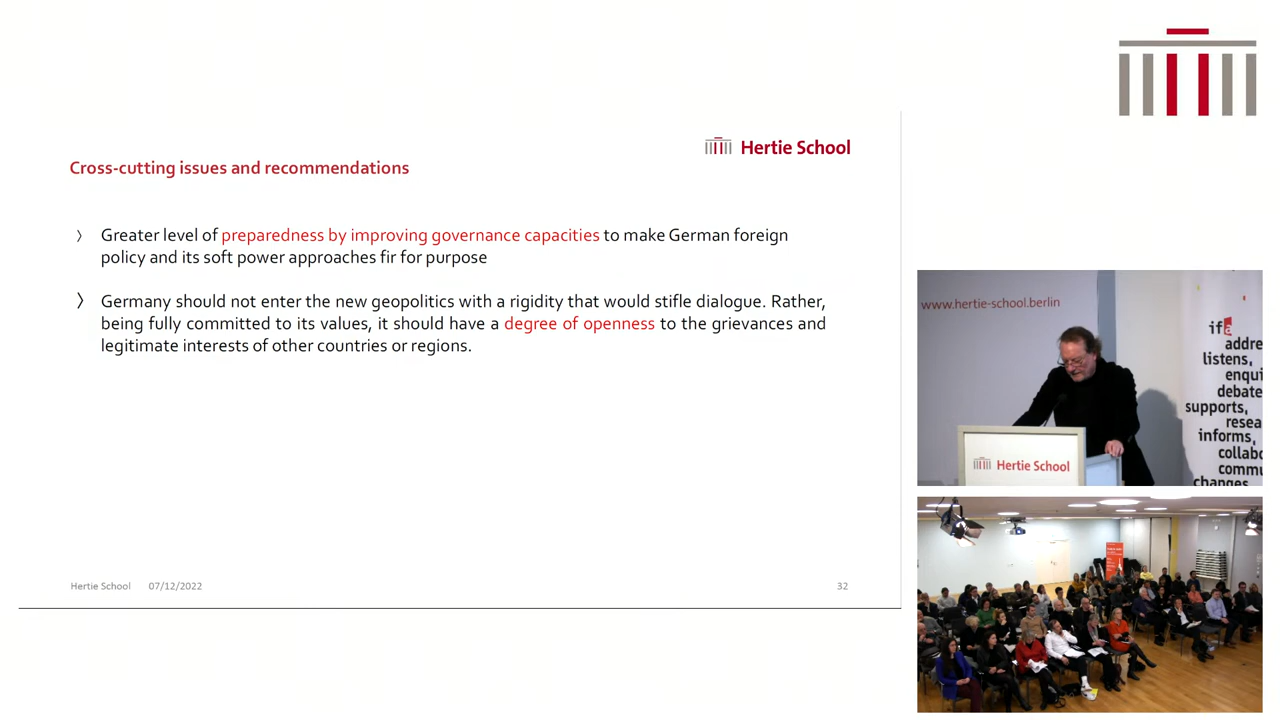 Hertie School
Cross-cutting issues and recommendations
〉 Greater level of preparedness by improving governance capacities to make German foreign
policy and its soft power approaches fir for purpose
〉 Germany should not enter the new geopolitics with a rigidity that would stifle dialogue. Rather,
being fully committed to its values, it should have a degree of openness to the grievances and
legitimate interests of other countries or regions.
Hertie School 07/12/2022 32
www.hertie-school.berlin
ifa
addre
listens,
enqui
debate
supports,
resea
informs,
collabo
commu
changes
Hertie School